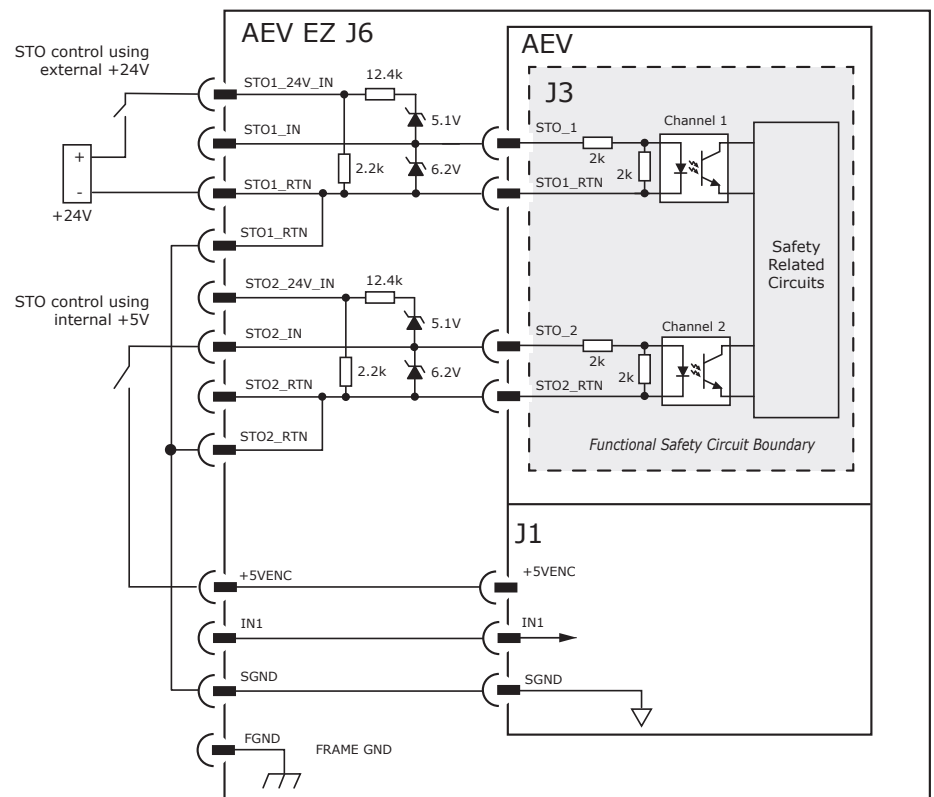 AEV EZ J6
AEV
STO control using
external +24V
STO1_24V_IN
12.4k
5.1V
J3
STO1_IN
STO_1
Channel 1
2k
2k
2.2k
6.2V
+
-
+24V
STO1_RTN
STO1_RTN
STO1_RTN
Safety
Related
Circuits
STO control using
internal +5V
STO2_24V_IN
12.4k
5.1V
STO2_IN
STO_2
Channel 2
2k
2k
2.2k
6.2V
STO2_RTN
STO2_RTN
STO2_RTN
Functional Safety Circuit Boundary
J1
+5VENC
+5VENC
IN1
IN1
SGND
SGND
FGND
FRAME GND